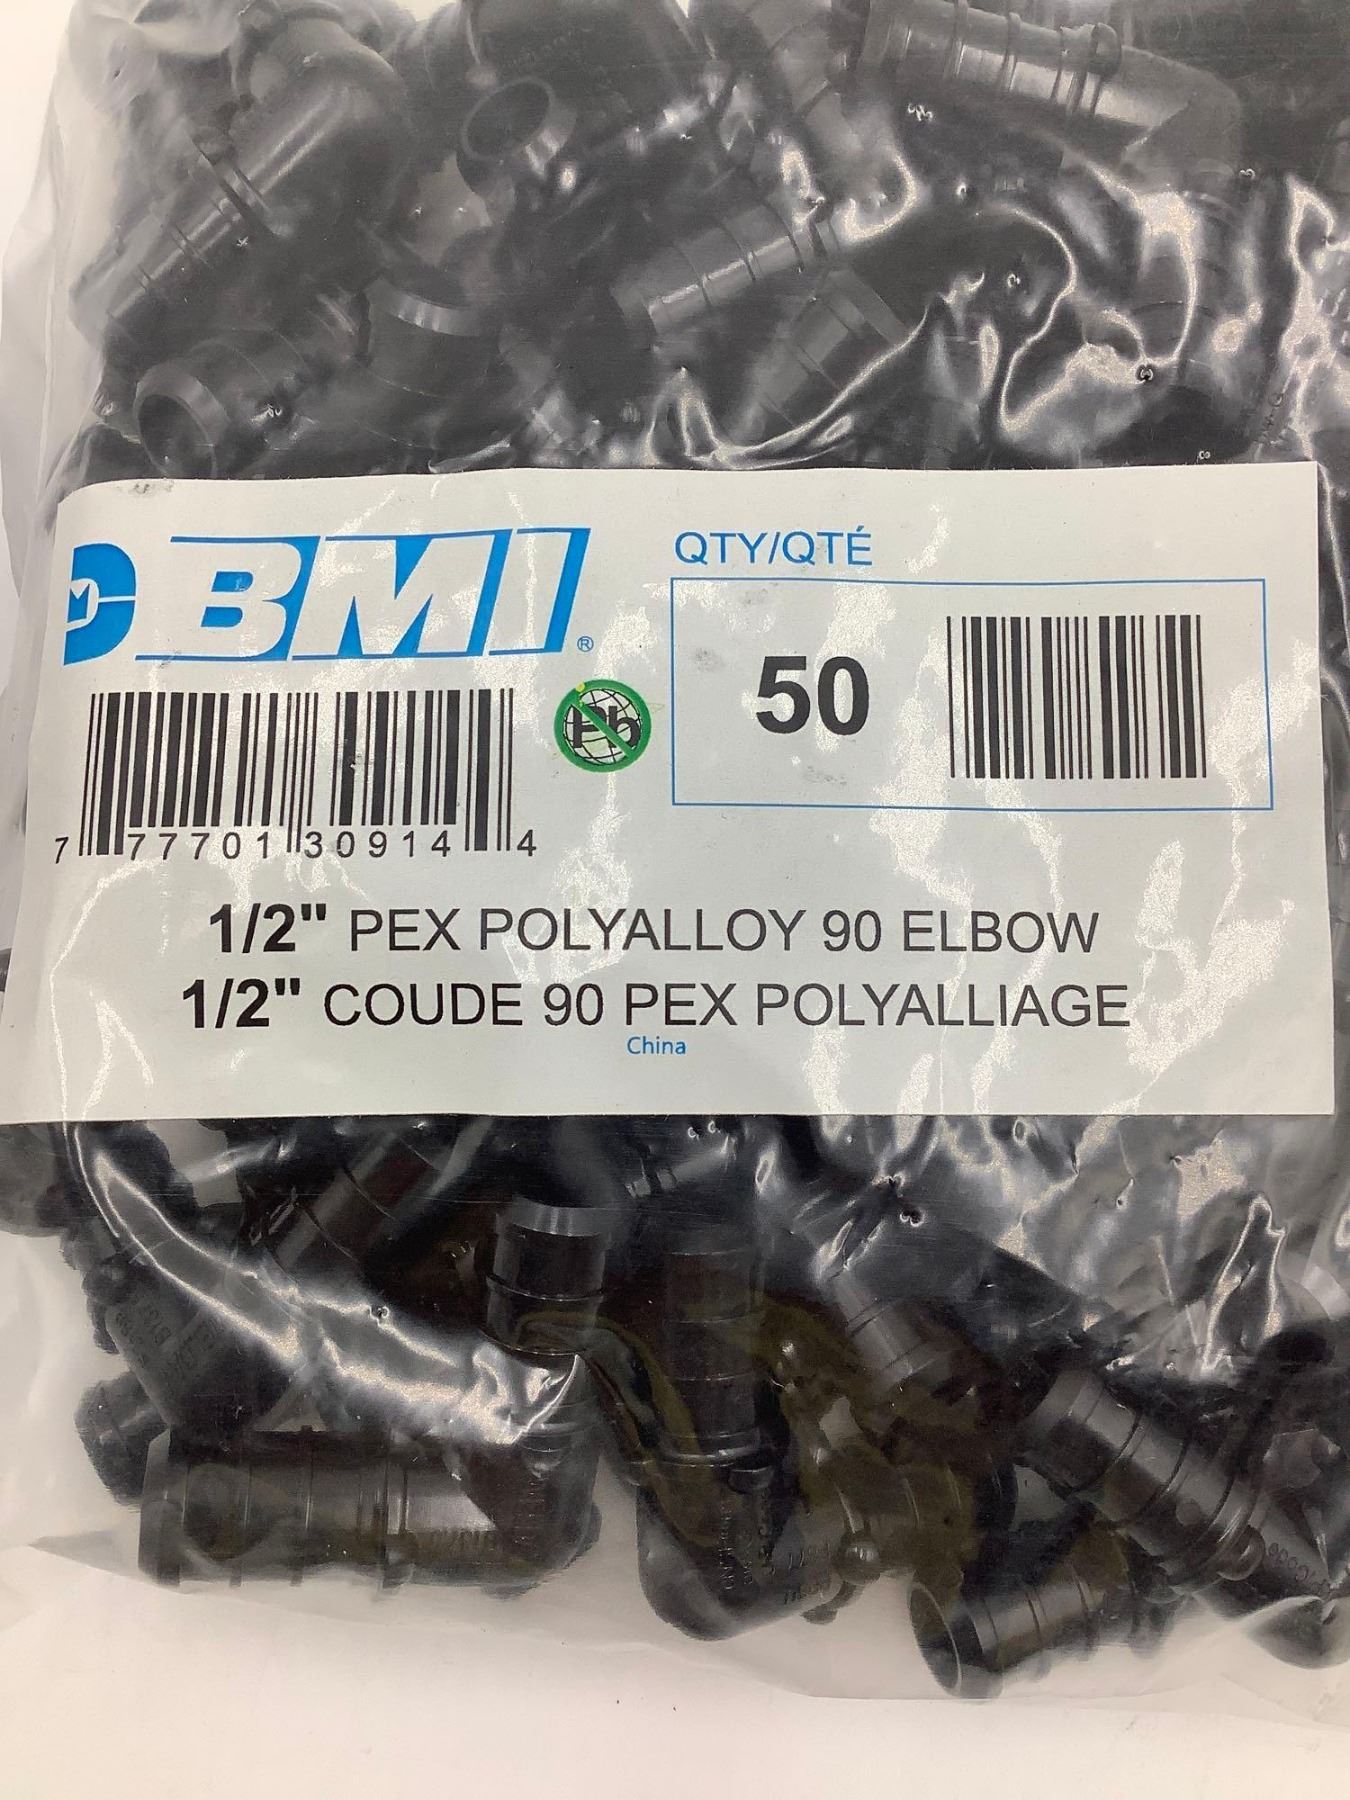 BMI®
QTY/QTÉ
50
Pb
7 77701 30914 4
1/2" PEX POLYALLOY 90 ELBOW
1/2" COUDE 90 PEX POLYALLIAGE
China